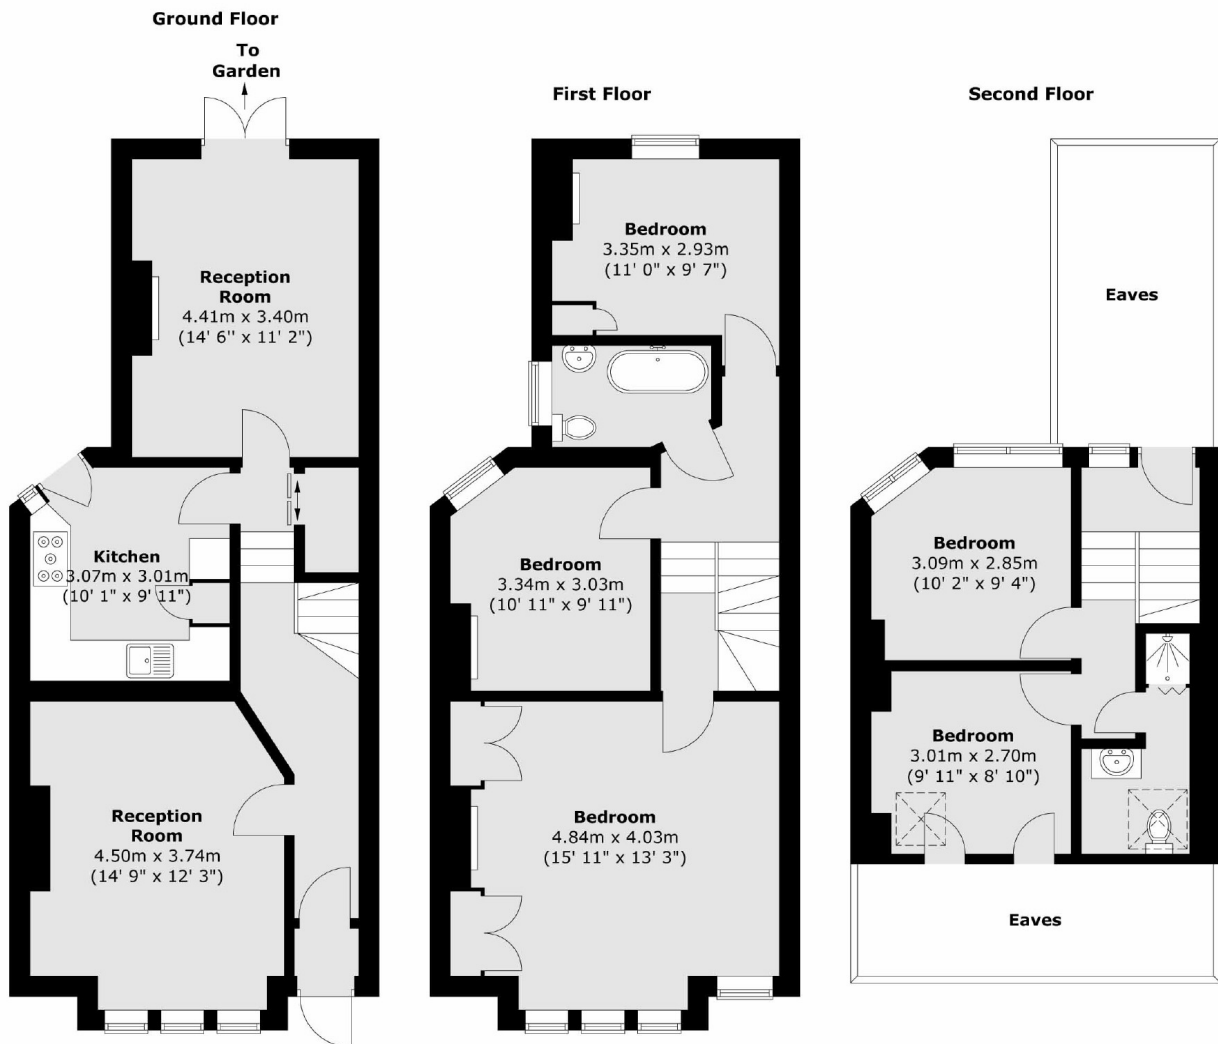 Ground Floor
To
Garden
Reception
Room
4.41m x 3.40m
(14' 6'' x 11' 2")
Kitchen
3.07m x 3.01m
(10' 1" x 9' 11")
Reception
Room
4.50m x 3.74m
(14' 9" x 12' 3")
First Floor
Bedroom
3.35m x 2.93m
(11' 0" x 9' 7")
Bedroom
3.34m x 3.03m
(10' 11" x 9' 11")
Bedroom
4.84m x 4.03m
(15' 11" x 13' 3")
Second Floor
Eaves
Bedroom
3.09m x 2.85m
(10' 2" x 9' 4")
Bedroom
3.01m x 2.70m
(9' 11" x 8' 10")
Eaves